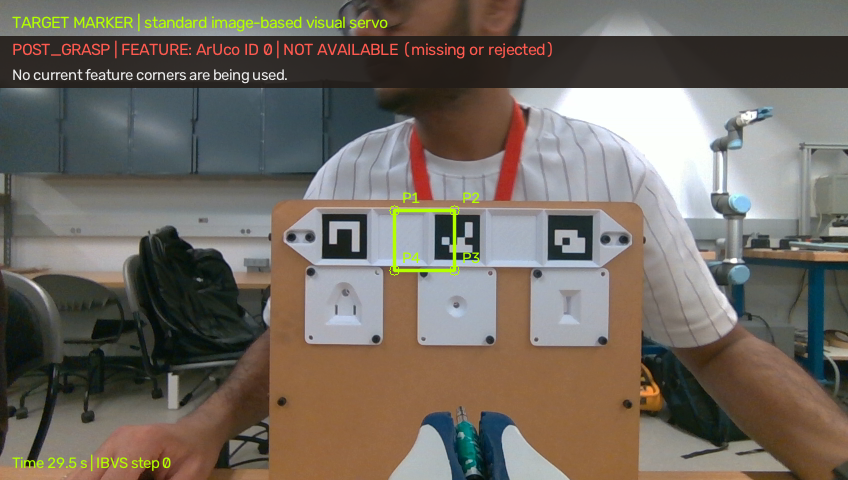 TARGET MARKER | standard image-based visual servo
POST_GRASP | FEATURE: ArUco ID 0 | NOT AVAILABLE (missing or rejected)
No current feature corners are being used.
P1 P2
P4 P3
Time 29.5 s | IBVS step 0